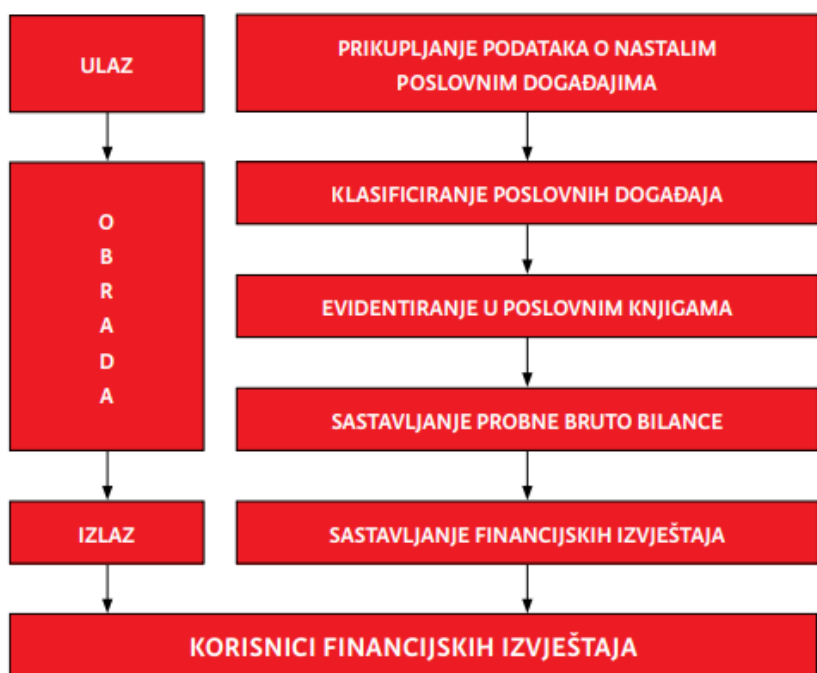 ULAZ
PRIKUPLJANJE PODATAKA O NASTALIM
POSLOVNIM DOGAĐAJIMA
O
B
R
A
D
A
KLASIFICIRANJE POSLOVNIH DOGAĐAJA
EVIDENTIRANJE U POSLOVNIM KNJIGAMA
SASTAVLJANJE PROBNE BRUTO BILANCE
IZLAZ
SASTAVLJANJE FINANCIJSKIH IZVJEŠTAJA
KORISNICI FINANCIJSKIH IZVJEŠTAJA